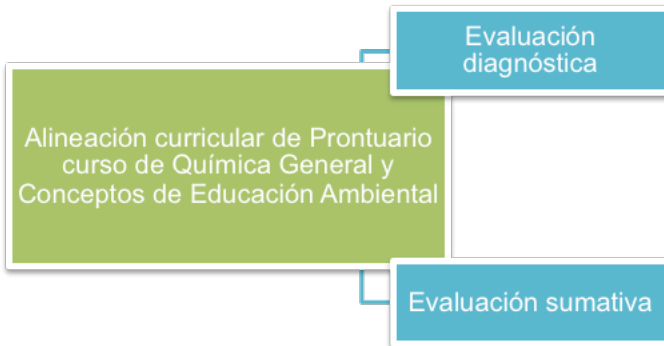 Evaluación
diagnóstica
Alineación curricular de Prontuario
curso de Química General y
Conceptos de Educación Ambiental
Evaluación sumativa